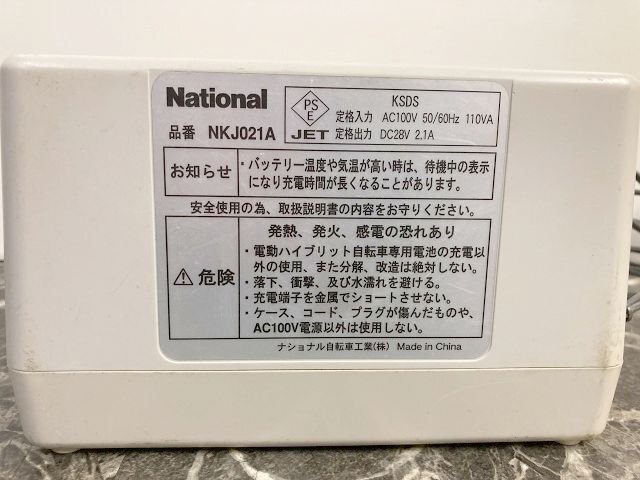 National
品番 NKJ021A
PS
E
JET
KSDS
定格入力 AC100V 50/60Hz 110VA
定格出力 DC28V 2.1A
お知らせ
・バッテリー温度や気温が高い時は、待機中の表示
になり充電時間が長くなることがあります。
安全使用の為、取扱説明書の内容をお守りください。
危険
発熱、発火、感電の恐れあり
・電動ハイブリット自転車専用電池の充電以
外の使用、また分解、改造は絶対しない。
・落下、衝撃、及び水濡れを避ける。
・充電端子を金属でショートさせない。
・ケース、コード、プラグが傷んだものや、
AC100V電源以外は使用しない。
ナショナル自転車工業(株) Made in China